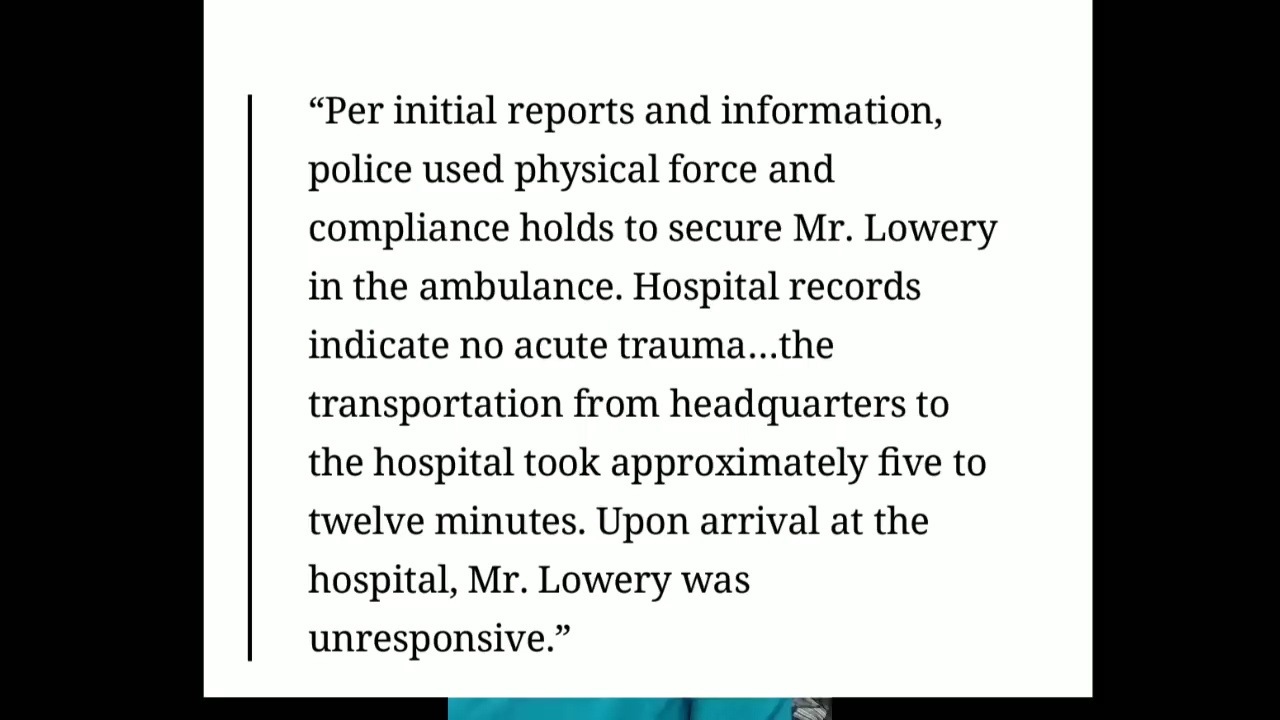 “Per initial reports and information,
police used physical force and
compliance holds to secure Mr. Lowery
in the ambulance. Hospital records
indicate no acute trauma...the
transportation from headquarters to
the hospital took approximately five to
twelve minutes. Upon arrival at the
hospital, Mr. Lowery was
unresponsive.”